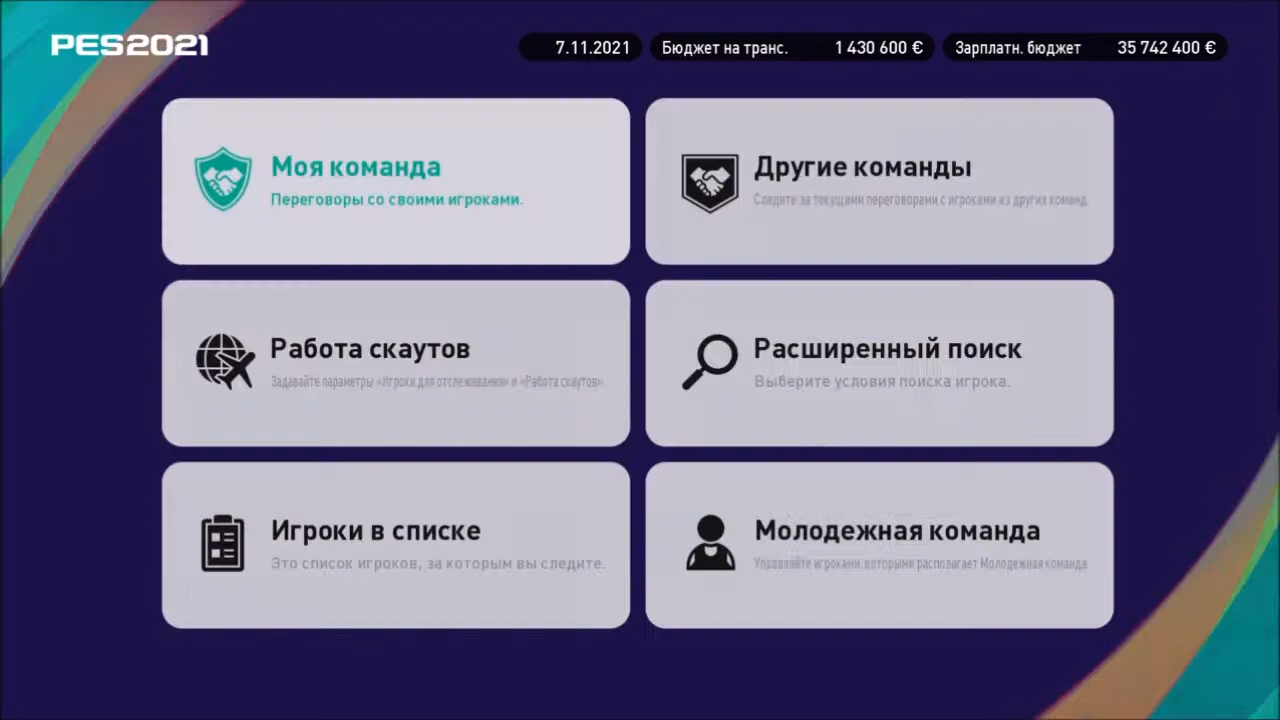 PES2021
7.11.2021
Бюджет на транс. 1 430 600 €
Зарплатн. бюджет 35 742 400 €
Моя команда
Переговоры со своими игроками.
Другие команды
Следите за текущими переговорами с игроками из других команд.
Работа скаутов
Задавайте параметры «Игроки для отслеживания» и «Работа скаутов».
Расширенный поиск
Выберите условия поиска игрока.
Игроки в списке
Это список игроков, за которым вы следите.
Молодежная команда
Управляйте игроками, которыми располагает Молодежная команда.